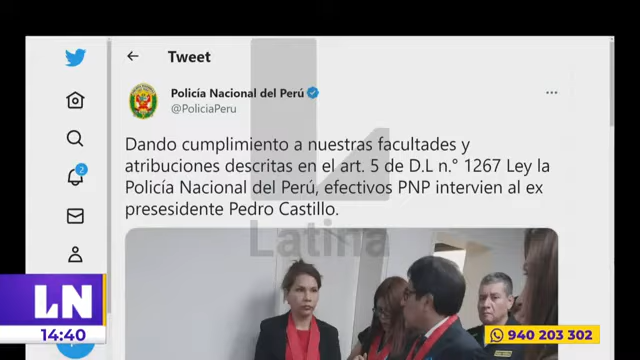 Tweet
Policía Nacional del Perú
@PoliciaPeru
Dando cumplimiento a nuestras facultades y
atribuciones descritas en el art. 5 de D.L n.° 1267 Ley la
Policía Nacional del Perú, efectivos PNP intervien al ex
presesidente Pedro Castillo.
Latina
2
LN
14:40
940 203 302